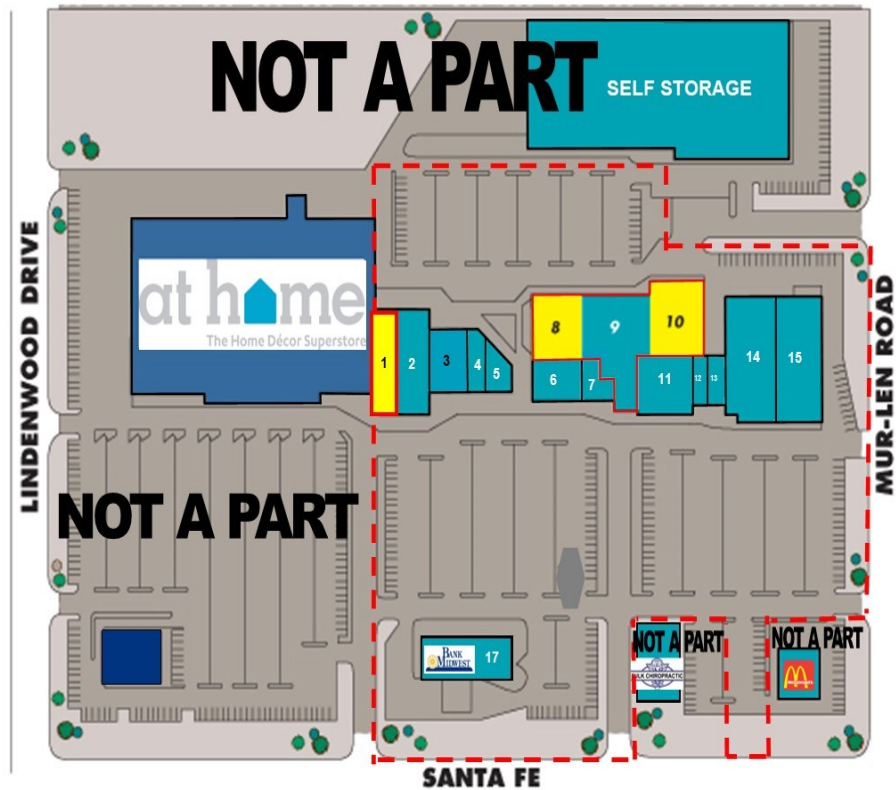 NOT A PART
SELF STORAGE
LINDENWOOD DRIVE
at home
The Home Décor Superstore
1
2
3
4
5
8
9
10
6
7
11
12
13
14
15
MUR-LEN ROAD
NOT A PART
BANK
MIDWEST
17
NOT A PART
CHIROPRACTIC
NOT A PART
SANTA FE